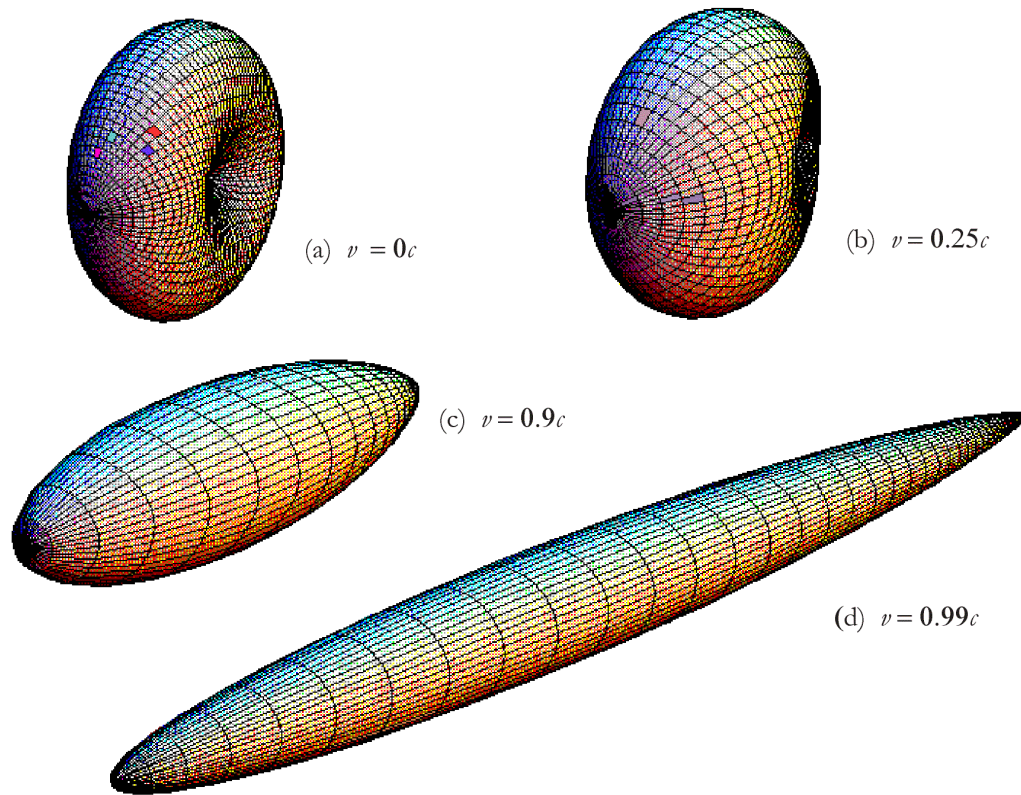 (a) v = 0c
(b) v = 0.25c
(c) v = 0.9c
(d) v = 0.99c